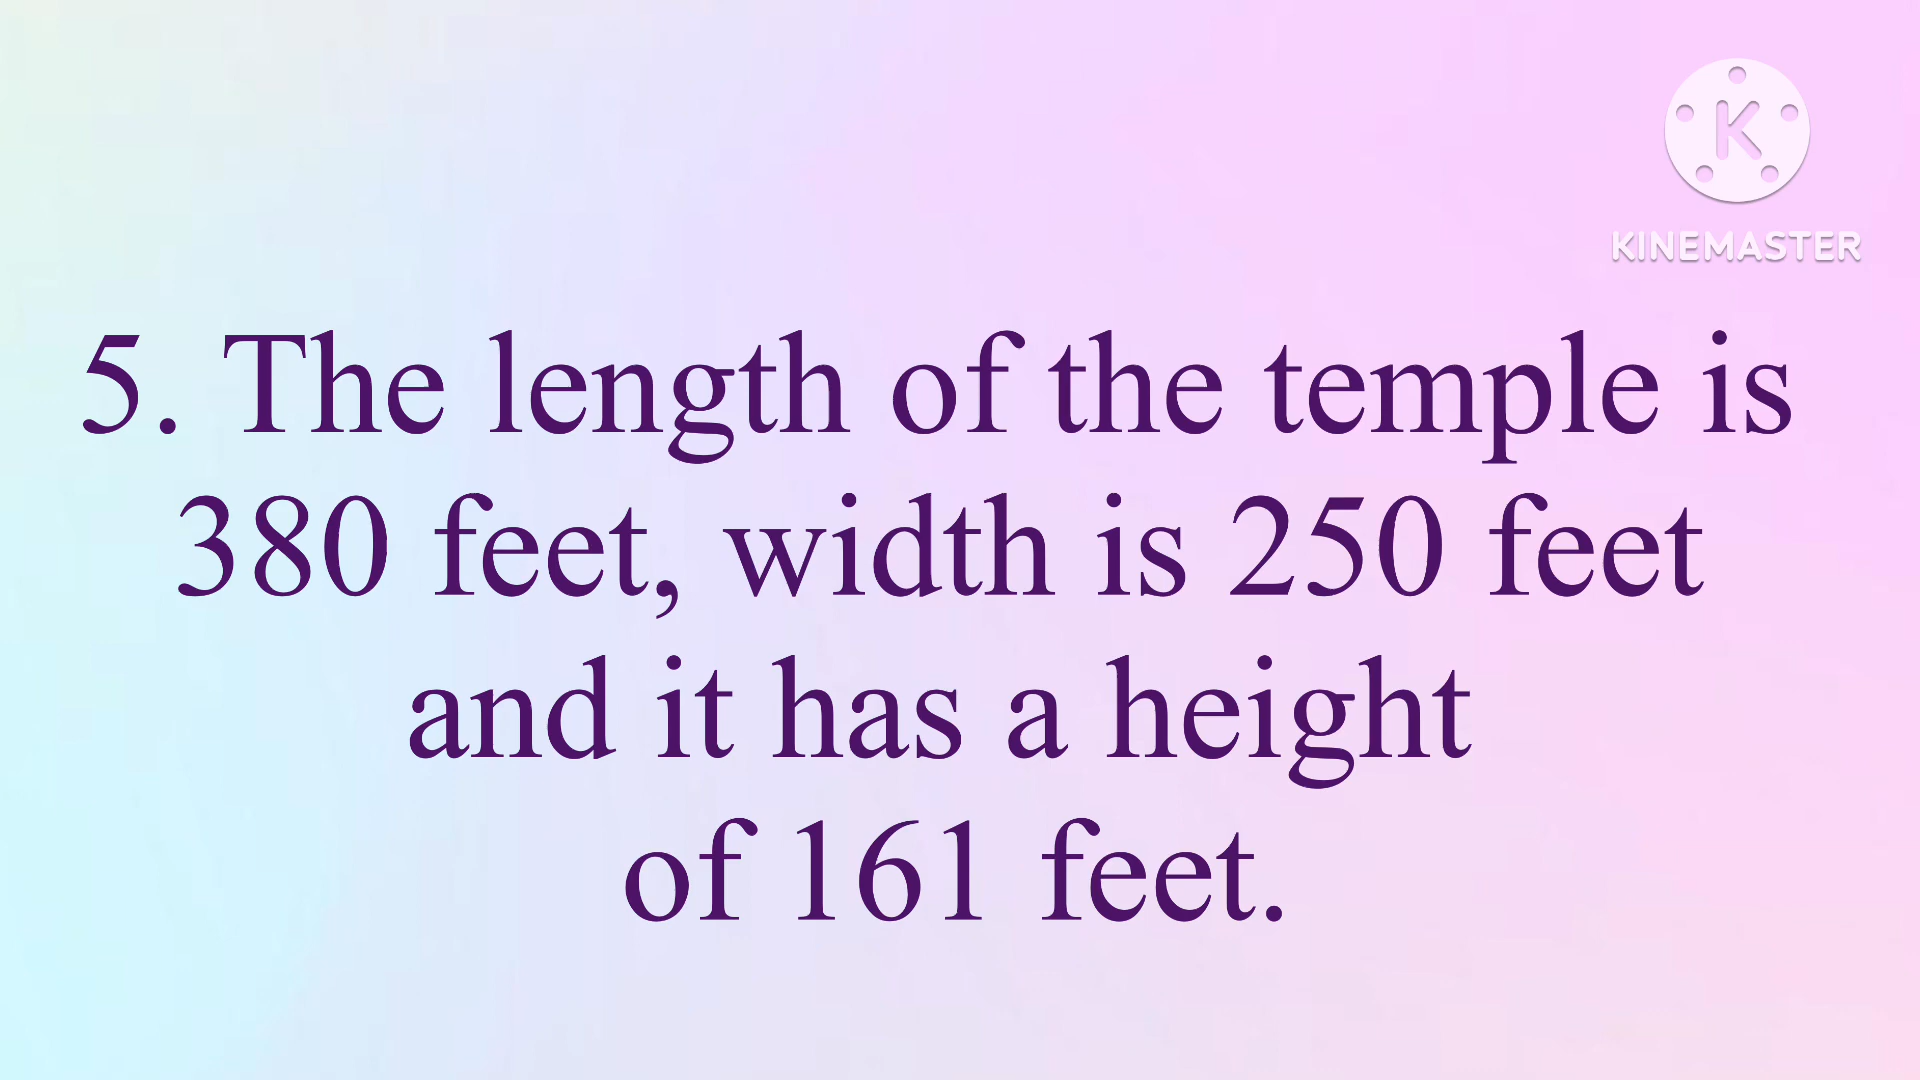 K
KINEMASTER
5. The length of the temple is
380 feet, width is 250 feet
and it has a height
of 161 feet.